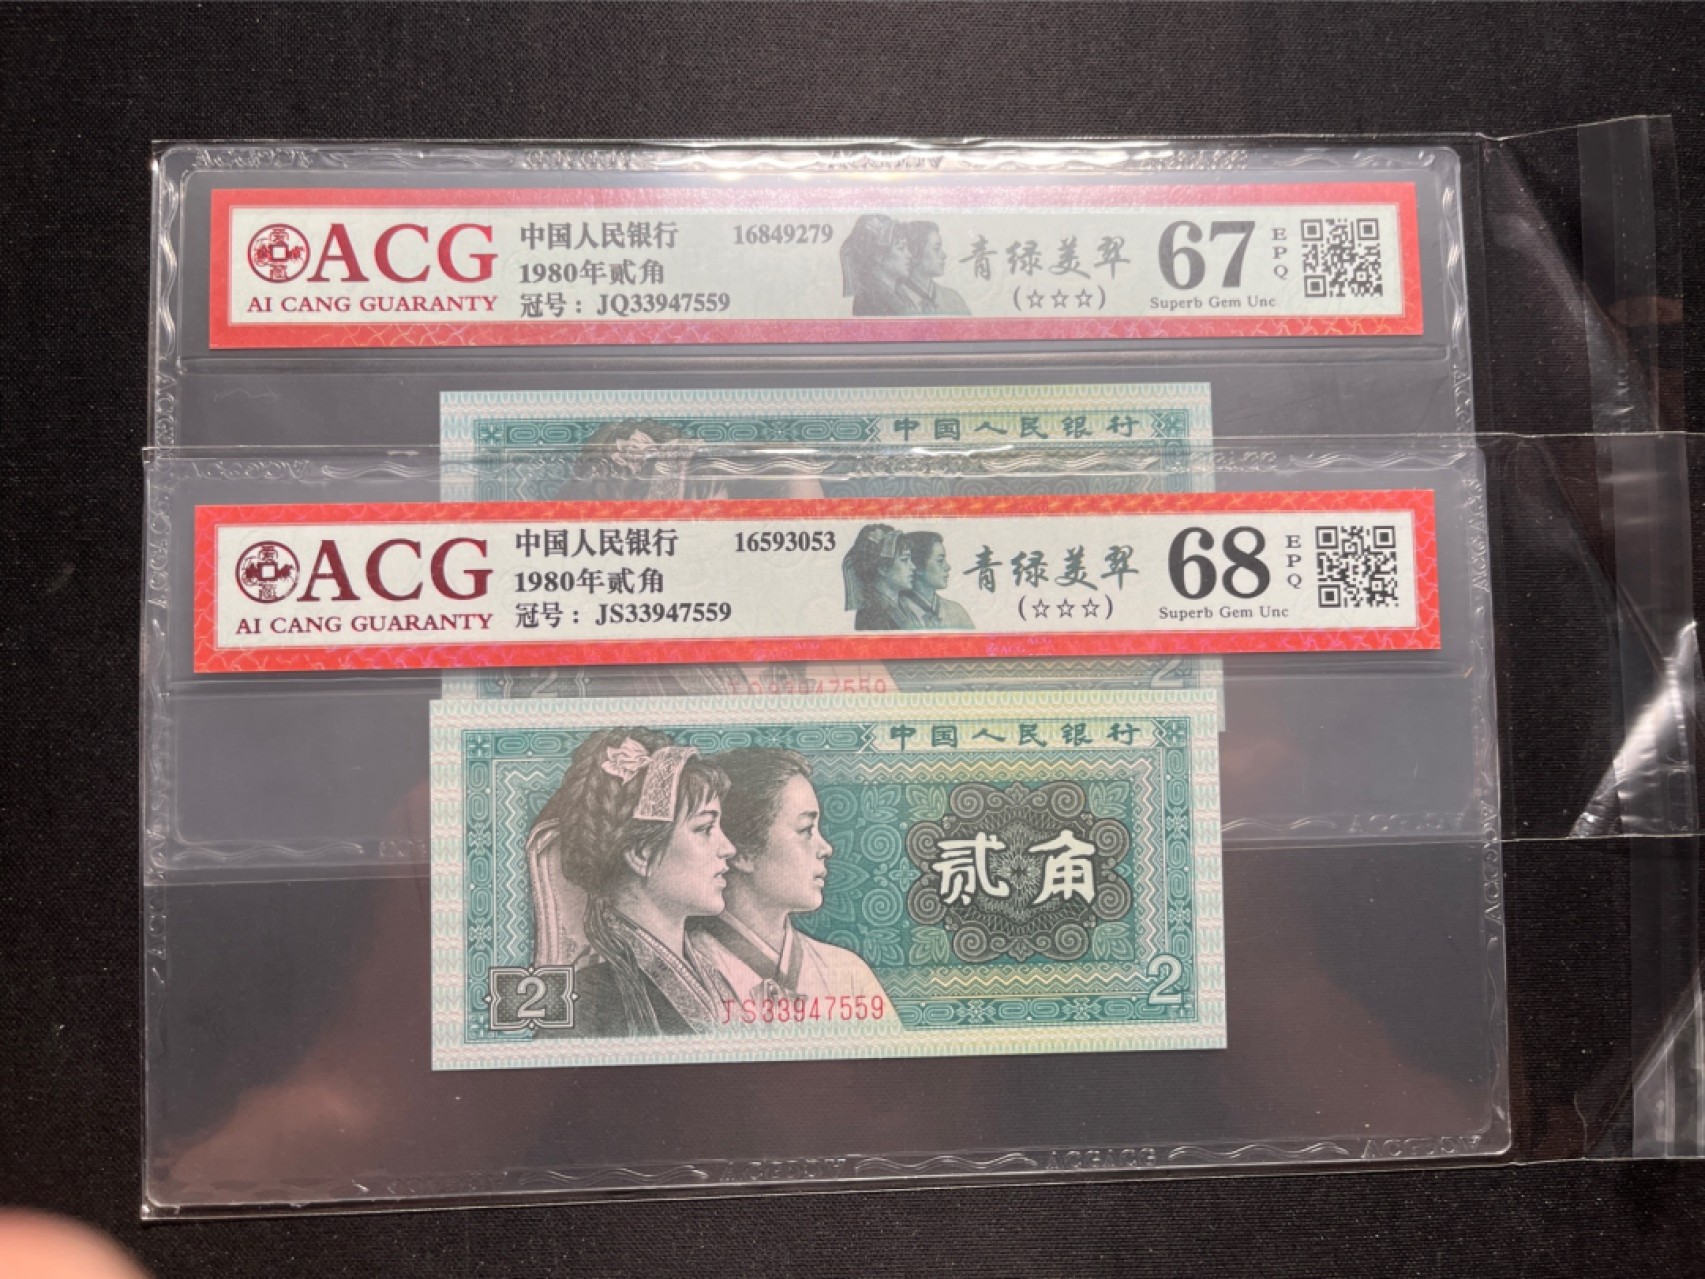 ACG
AI CANG GUARANTY
中国人民银行
1980年贰角
冠号：JQ33947559
16849279
青绿美翠
(☆☆☆)
67
EPQ
Superb Gem Unc
中国人民银行
ACG
AI CANG GUARANTY
中国人民银行
1980年贰角
冠号：JS33947559
16593053
青绿美翠
(☆☆☆)
68
EPQ
Superb Gem Unc
2
JQ33947559
2
中国人民银行
贰角
2
JS33947559
2